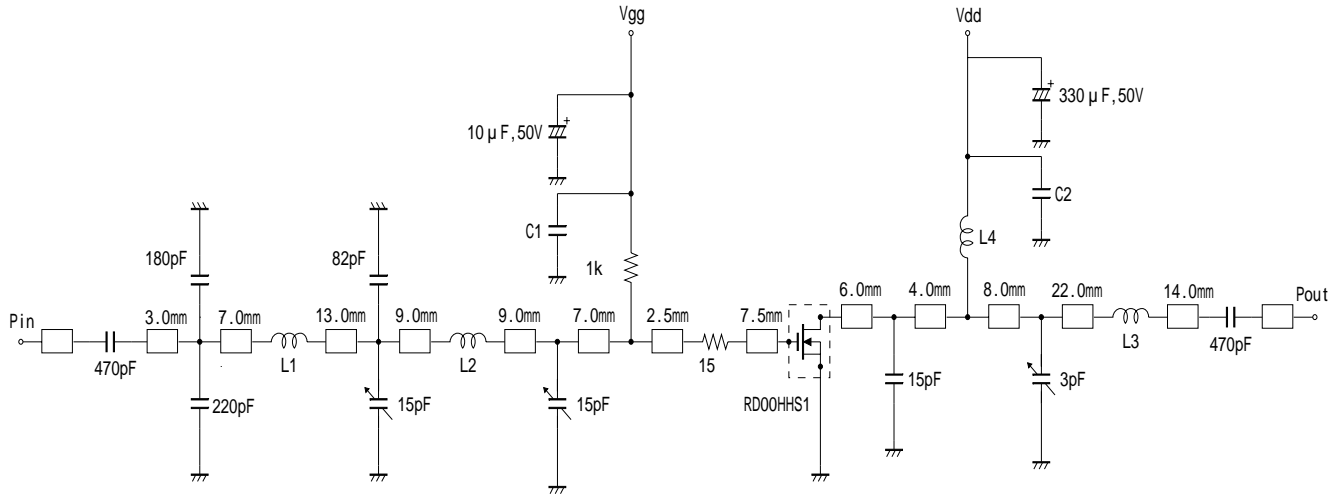 Vgg
Vdd
10μF,50V
330μF,50V
C1
C2
180pF
82pF
1k
L4
Pin
3.0mm
7.0mm
13.0mm
9.0mm
9.0mm
7.0mm
2.5mm
7.5mm
6.0mm
4.0mm
8.0mm
22.0mm
14.0mm
Pout
470pF
L1
L2
15
L3
470pF
220pF
15pF
15pF
RD00HHS1
15pF
3pF